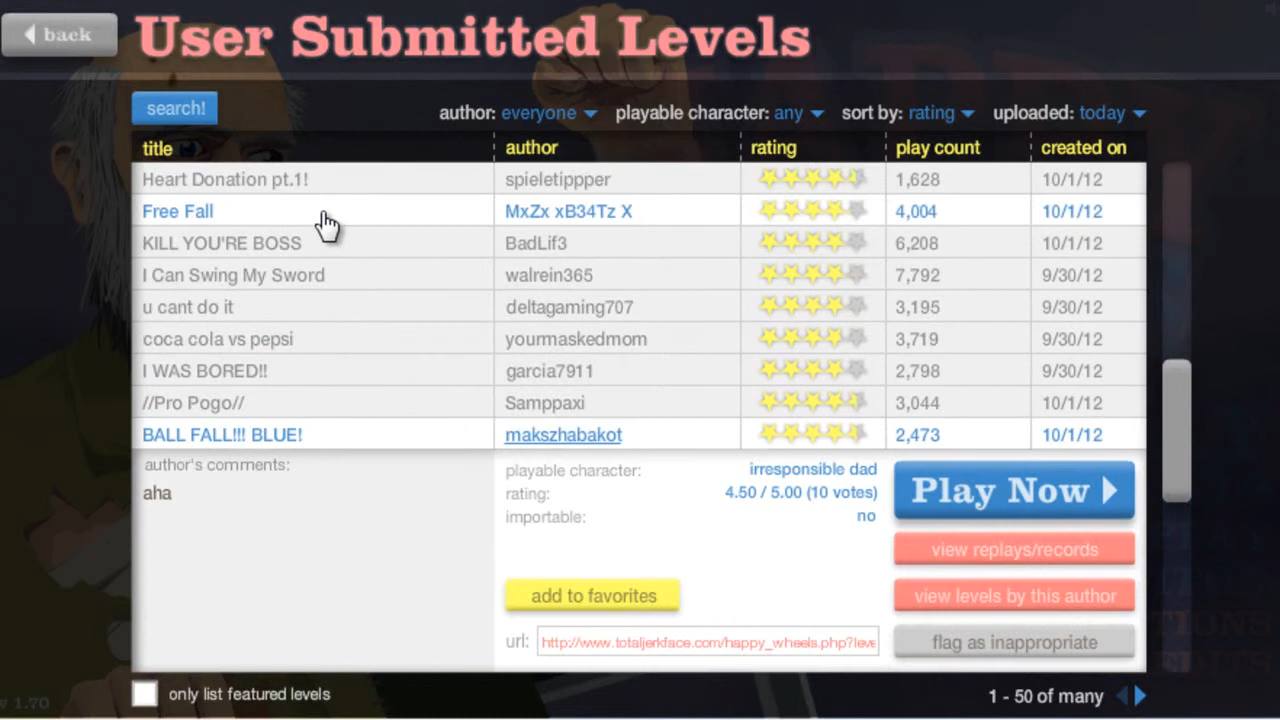 back
User Submitted Levels
search!
author: everyone playable character: any sort by: rating uploaded: today
title author rating play count created on
Heart Donation pt.1! spieletippper 1,628 10/1/12
Free Fall MxZx xB34Tz X 4,004 10/1/12
KILL YOU'RE BOSS BadLif3 6,208 10/1/12
I Can Swing My Sword walrein365 7,792 9/30/12
u cant do it deltagaming707 3,195 9/30/12
coca cola vs pepsi yourmaskedmom 3,719 9/30/12
I WAS BORED!! garcia7911 2,798 9/30/12
//Pro Pogo// Samppaxi 3,044 10/1/12
BALL FALL!!! BLUE! makszhabakot 2,473 10/1/12
author's comments:
aha
playable character: irresponsible dad
rating: 4.50 / 5.00 (10 votes)
importable: no
Play Now
view replays/records
add to favorites
view levels by this author
url: http://www.totaljerkface.com/happy_wheels.php?leve
flag as inappropriate
only list featured levels
1 - 50 of many
v 1.70